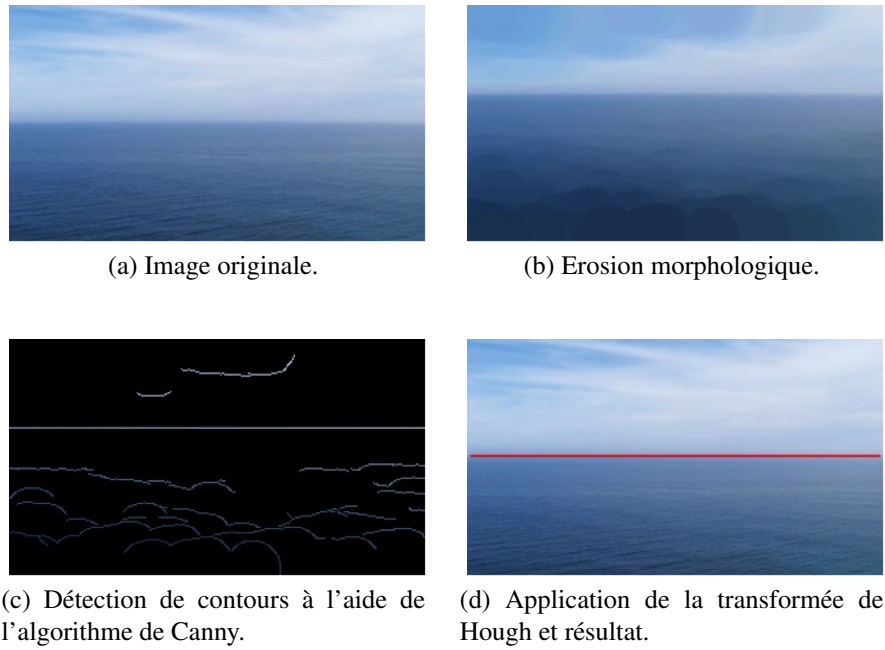 (a) Image originale.
(b) Erosion morphologique.
(c) Détection de contours à l'aide de
l'algorithme de Canny.
(d) Application de la transformée de
Hough et résultat.